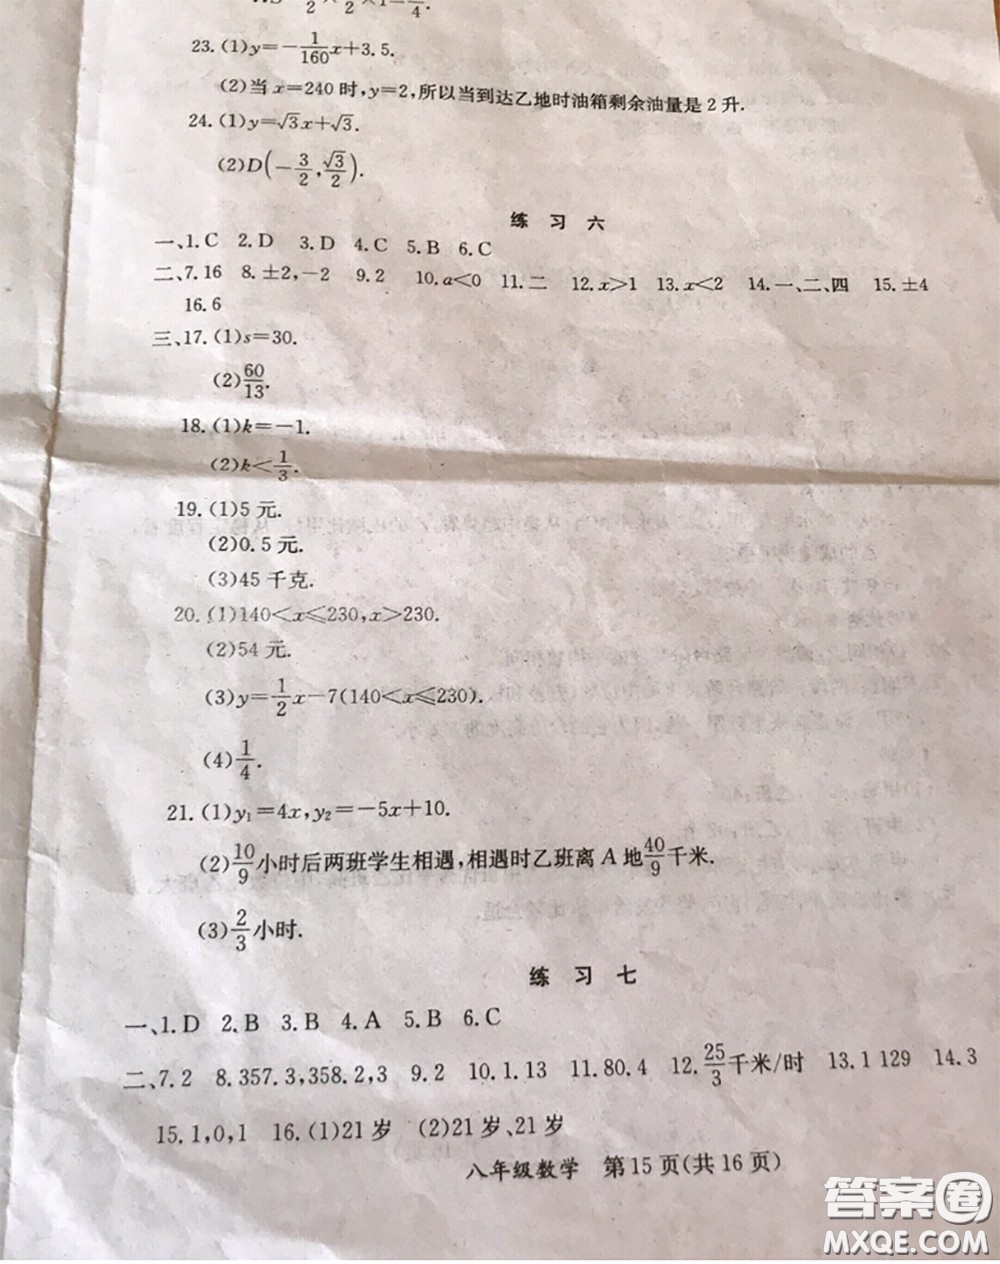 23.(1)y=-1/160x+3.5.
(2)当x=240时,y=2,所以当到达乙地时油箱剩余油量是2升.
24.(1)y=√3x+√3.
(2)D(-3/2,√3/2).
练 习 六
一、1.C 2.D 3.D 4.C 5.B 6.C
二、7.16 8.±2,-2 9.2 10.a<0 11.二 12.x>1 13.x<2 14.一、二、四 15.±4
16.6
三、17.(1)s=30.
(2)60/13.
18.(1)k=-1.
(2)k<1/3.
19.(1)5元.
(2)0.5元.
(3)45千克.
20.(1)140<x≤230,x>230.
(2)54元.
(3)y=1/2x-7(140<x≤230).
(4)1/4.
21.(1)y₁=4x,y₂=-5x+10.
(2)10/9小时后两班学生相遇,相遇时乙班离A地40/9千米.
(3)2/3小时.
练 习 七
一、1.D 2.B 3.B 4.A 5.B 6.C
二、7.2 8.357.3,358.2,3 9.2 10.1.13 11.80.4 12.25/3千米/时 13.1 129 14.3
15.1,0,1 16.(1)21岁 (2)21岁、21岁
八年级数学 第15页(共16页)
答案圈
MXQE.COM